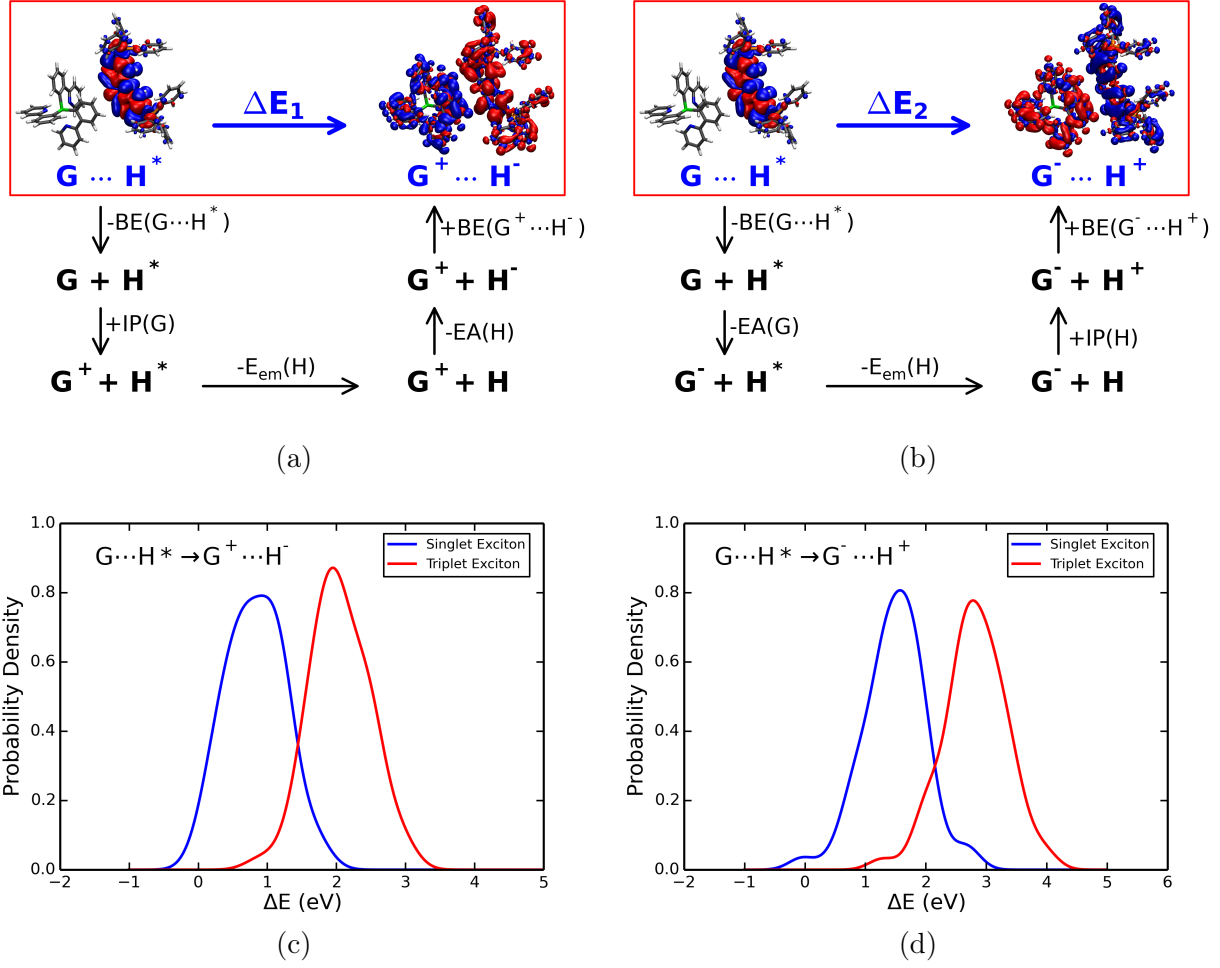 ΔE₁
G ··· H*
G⁺ ··· H⁻
-BE(G···H*)
+BE(G⁺···H⁻)
G + H*
G⁺ + H⁻
+IP(G)
-EA(H)
G⁺ + H*
-Eₑₘ(H)
G⁺ + H
(a)
ΔE₂
G ··· H*
G⁻ ··· H⁺
-BE(G···H*)
+BE(G⁻···H⁺)
G + H*
G⁻ + H⁺
-EA(G)
+IP(H)
G⁻ + H*
-Eₑₘ(H)
G⁻ + H
(b)
G···H* →G⁺···H⁻
Singlet Exciton
Triplet Exciton
Probability Density
1.0
0.8
0.6
0.4
0.2
0.0
−2 −1 0 1 2 3 4 5
ΔE (eV)
(c)
G···H* →G⁻···H⁺
Singlet Exciton
Triplet Exciton
Probability Density
1.0
0.8
0.6
0.4
0.2
0.0
−2 −1 0 1 2 3 4 5 6
ΔE (eV)
(d)